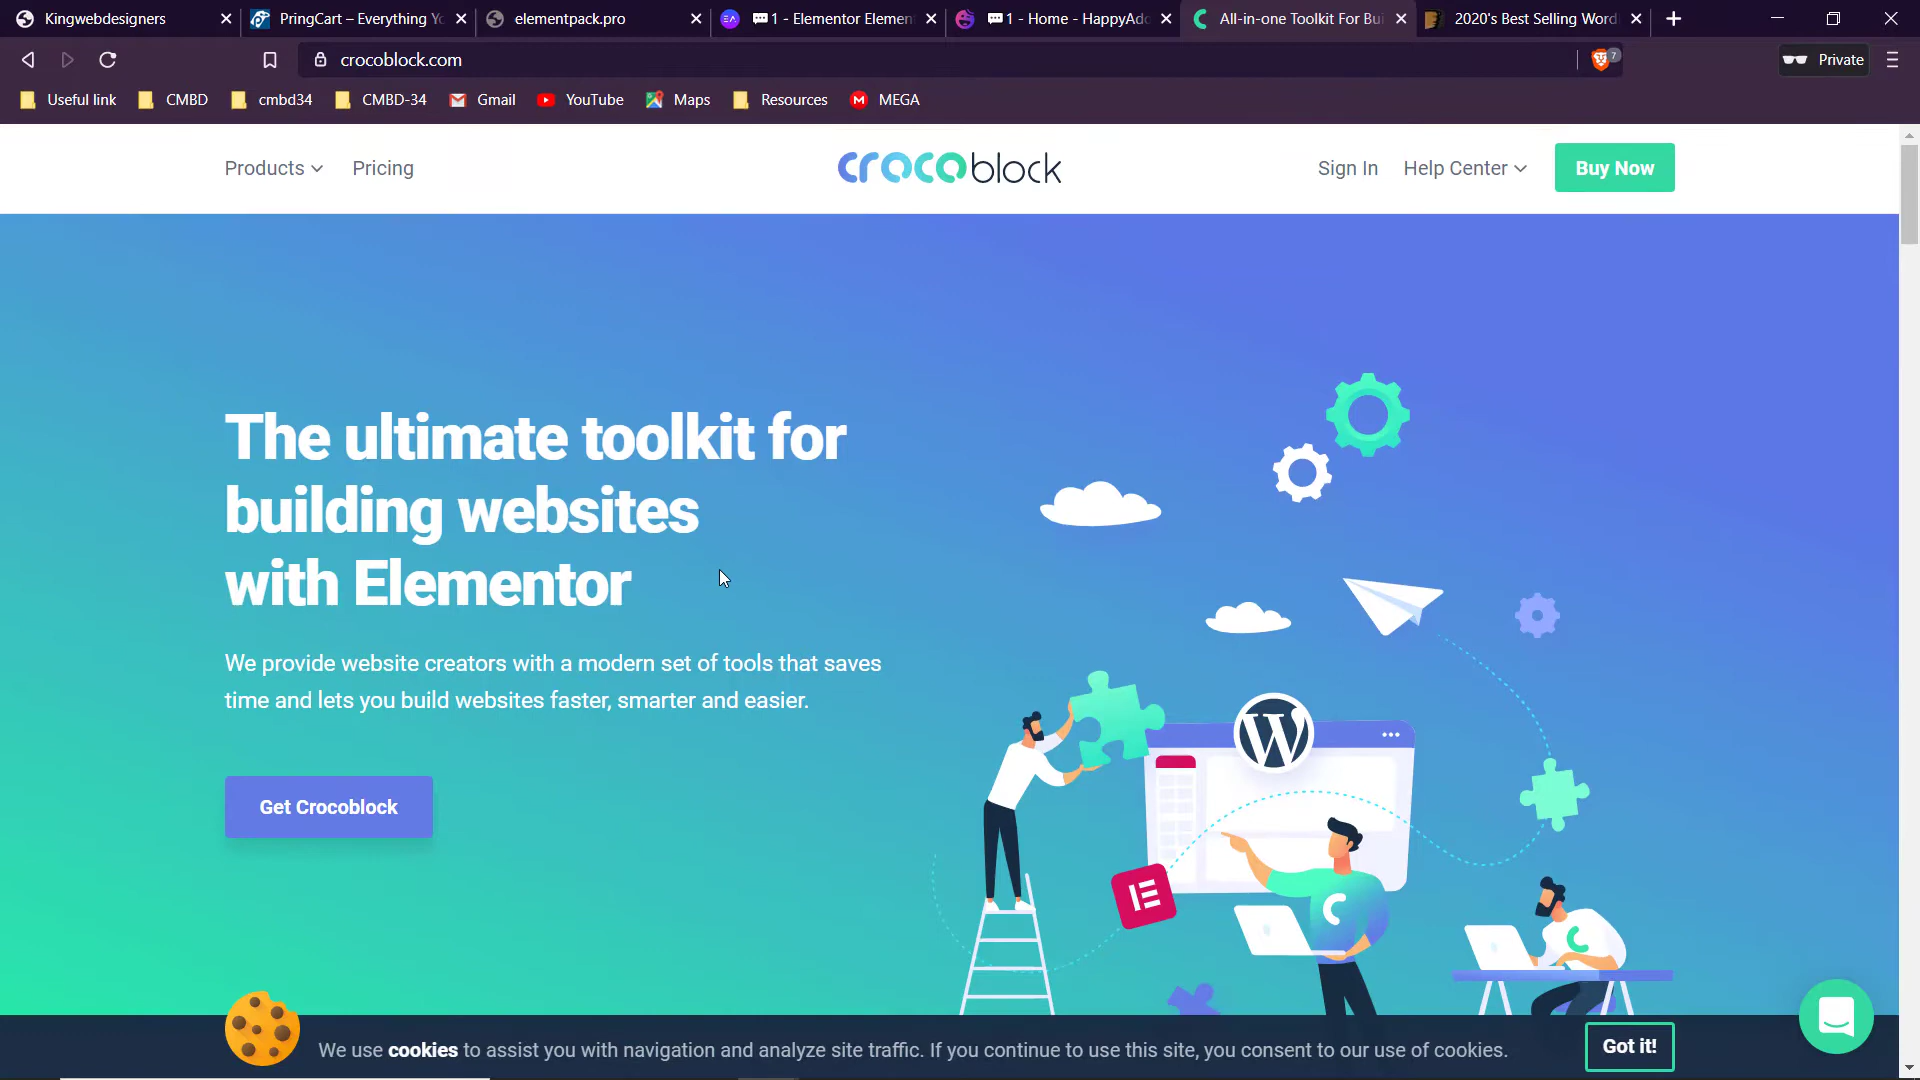 Kingwebdesigners
PringCart – Everything Yo
elementpack.pro
1 - Elementor Elemen
1 - Home - HappyAdd
All-in-one Toolkit For Bui
2020's Best Selling Word
crocoblock.com
7
Private
Useful link
CMBD
cmbd34
CMBD-34
Gmail
YouTube
Maps
Resources
MEGA
Products
Pricing
crocoblock
Sign In
Help Center
Buy Now
The ultimate toolkit for
building websites
with Elementor
We provide website creators with a modern set of tools that saves
time and lets you build websites faster, smarter and easier.
Get Crocoblock
We use cookies to assist you with navigation and analyze site traffic. If you continue to use this site, you consent to our use of cookies.
Got it!